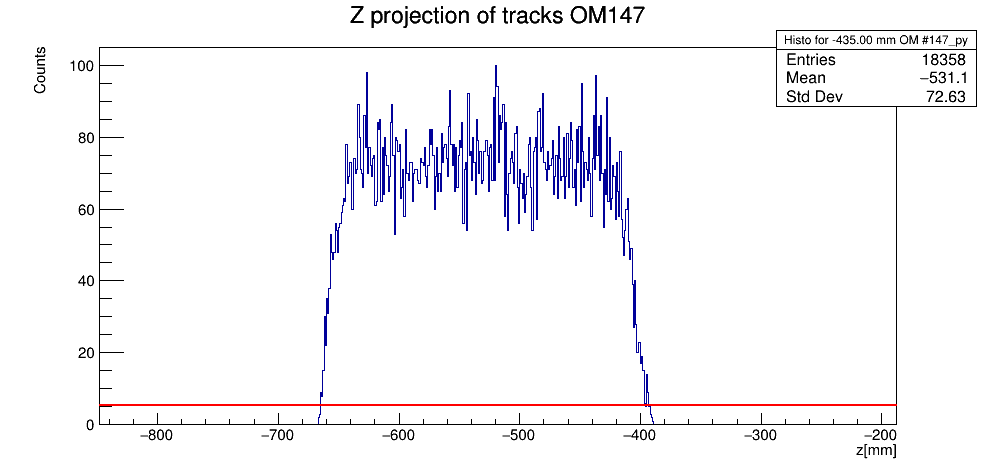 Z projection of tracks OM147
Histo for -435.00 mm OM #147_py
Entries 18358
Mean −531.1
Std Dev 72.63
Counts
100
80
60
40
20
0
−800 −700 −600 −500 −400 −300 −200
z[mm]